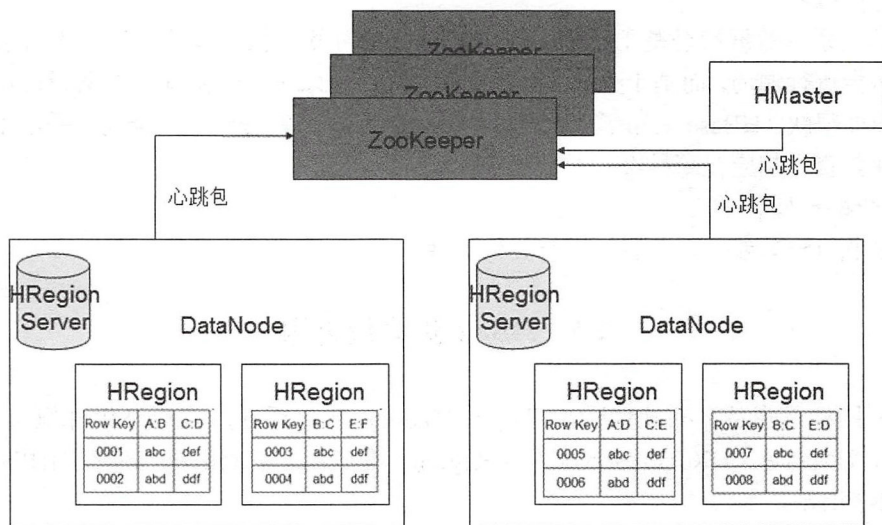 ZooKeeper
ZooKeeper
ZooKeeper
HMaster
心跳包
心跳包
心跳包
HRegion
Server
DataNode
HRegion
Row Key A:B C:D
0001 abc def
0002 abd ddf
HRegion
Row Key B:C E:F
0003 abc def
0004 abd ddf
HRegion
Server
DataNode
HRegion
Row Key A:D C:E
0005 abc def
0006 abd ddf
HRegion
Row Key B:C E:D
0007 abc def
0008 abd ddf